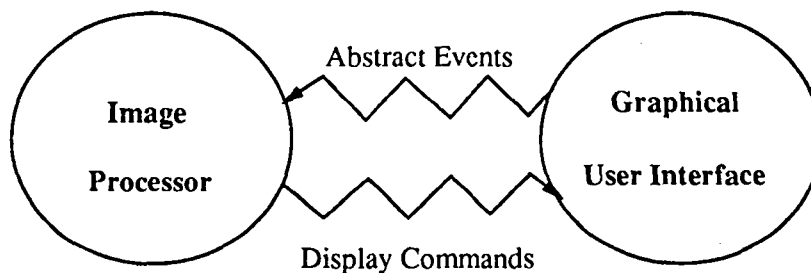 Abstract Events
Image
Processor
Graphical
User Interface
Display Commands